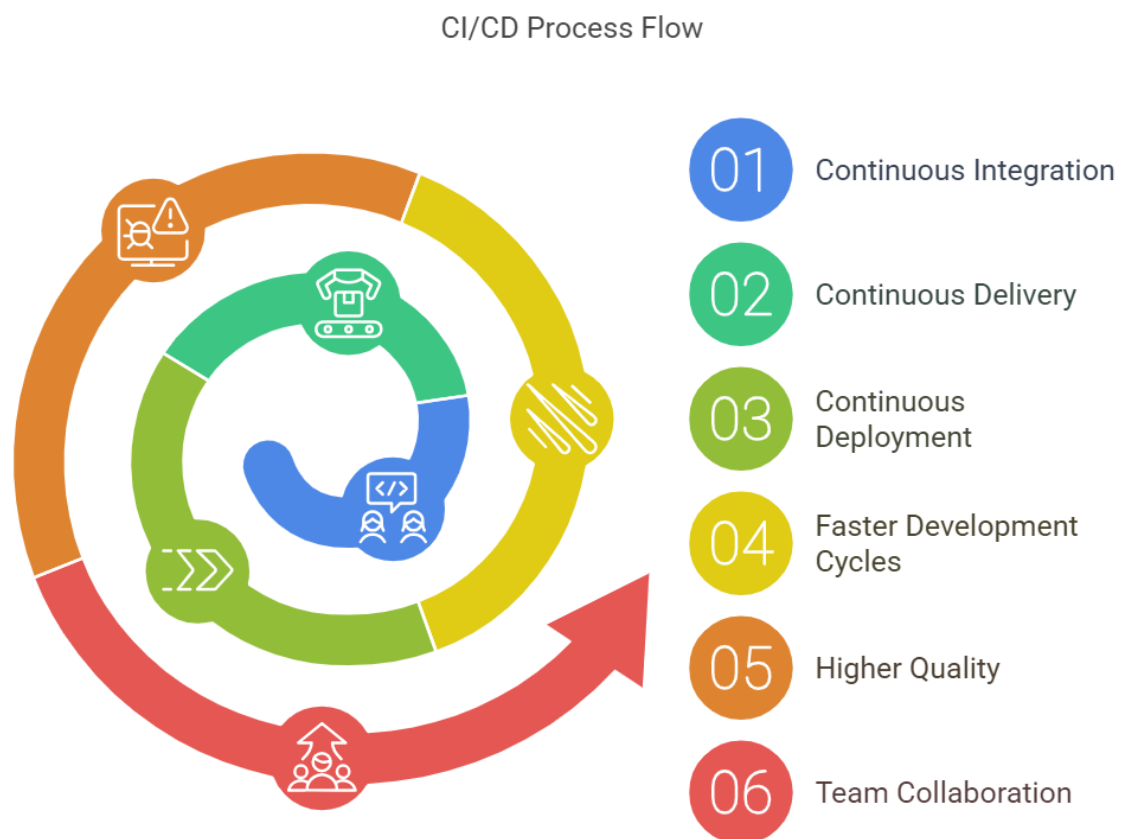 CI/CD Process Flow
01
Continuous Integration
02
Continuous Delivery
03
Continuous
Deployment
04
Faster Development
Cycles
05
Higher Quality
06
Team Collaboration
</>